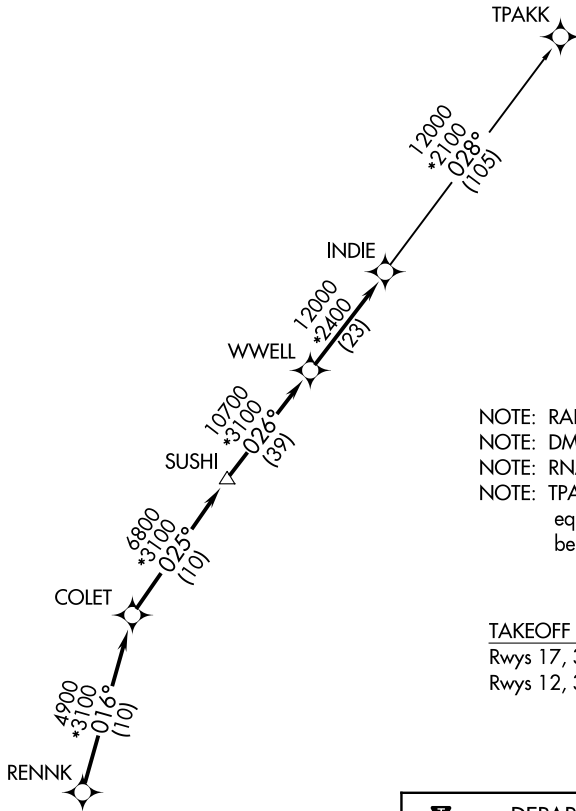 TPAKK
12000
*2100
028°
(105)
INDIE
12000
*2400
(23)
WWELL
10700
*3100
026°
(39)
SUSHI
6800
*3100
025°
(10)
COLET
4900
*3100
016°
(10)
RENNK
NOTE:
NOTE: DM
NOTE:
NOTE: TPA
eq
be
TAKEOFF
Rwys 17, 3
Rwys 12, 3
DEPAR